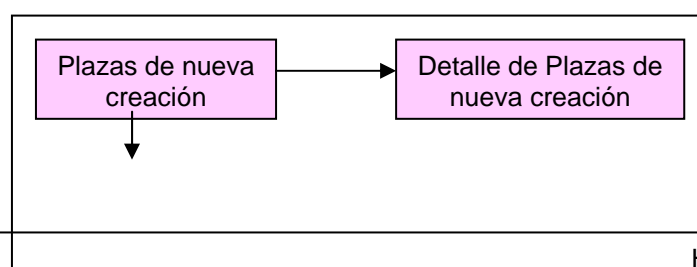 Plazas de nueva
creación
Detalle de Plazas de
nueva creación